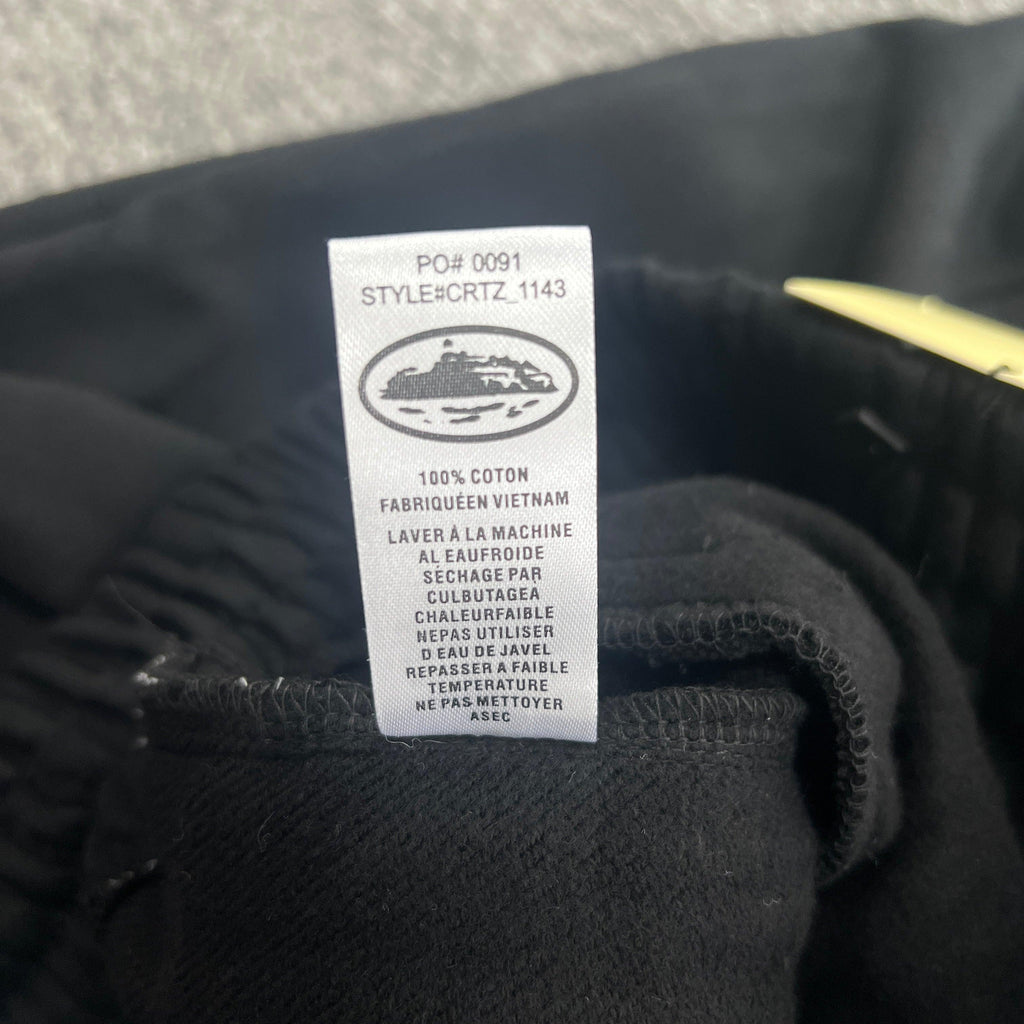 PO# 0091
STYLE#CRTZ_1143
100% COTON
FABRIQUÉEN VIETNAM
LAVER À LA MACHINE
AL EAUFROIDE
SÉCHAGE PAR
CULBUTAGEA
CHALEURFAIBLE
NEPAS UTILISER
D EAU DE JAVEL
REPASSER A FAIBLE
TEMPERATURE
NE PAS METTOYER
ASEC